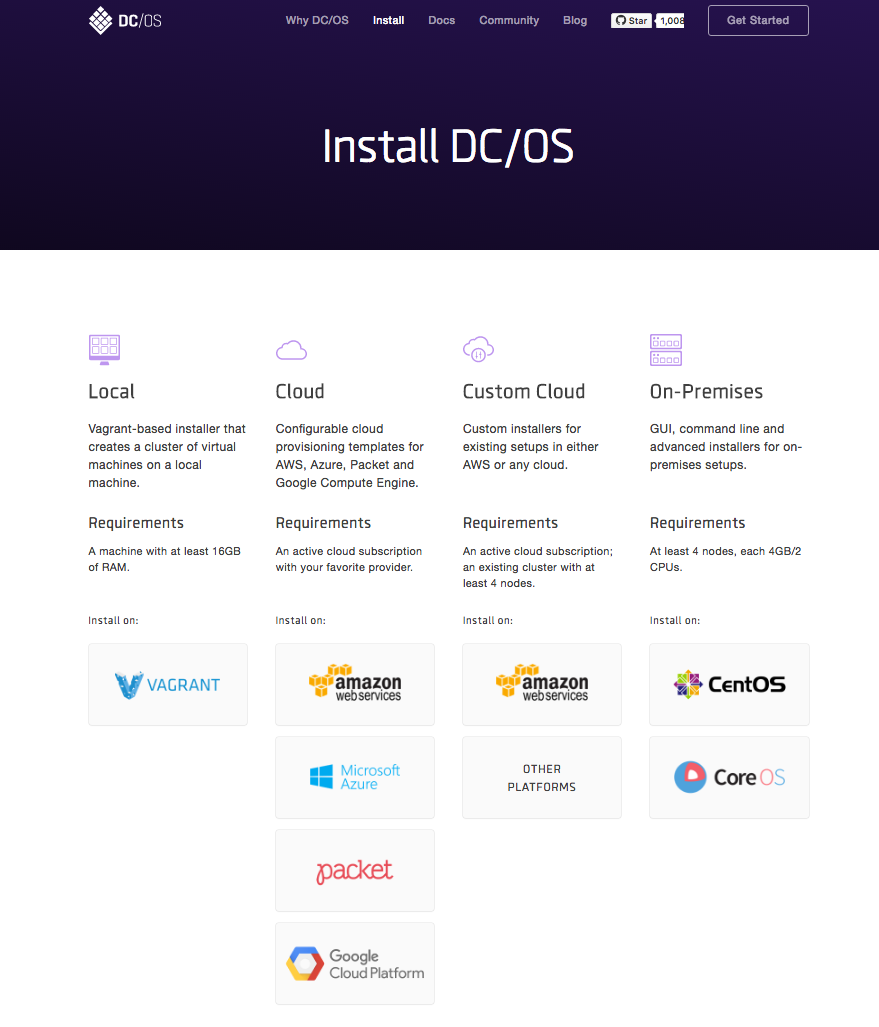 DC/OS
Why DC/OS Install Docs Community Blog Star 1,008 Get Started
Install DC/OS
Local
Vagrant-based installer that
creates a cluster of virtual
machines on a local
machine.
Requirements
A machine with at least 16GB
of RAM.
Install on:
VAGRANT
Cloud
Configurable cloud
provisioning templates for
AWS, Azure, Packet and
Google Compute Engine.
Requirements
An active cloud subscription
with your favorite provider.
Install on:
amazon
web services
Microsoft
Azure
packet
Google
Cloud Platform
Custom Cloud
Custom installers for
existing setups in either
AWS or any cloud.
Requirements
An active cloud subscription;
an existing cluster with at
least 4 nodes.
Install on:
amazon
web services
OTHER
PLATFORMS
On-Premises
GUI, command line and
advanced installers for on-
premises setups.
Requirements
At least 4 nodes, each 4GB/2
CPUs.
Install on:
CentOS
CoreOS